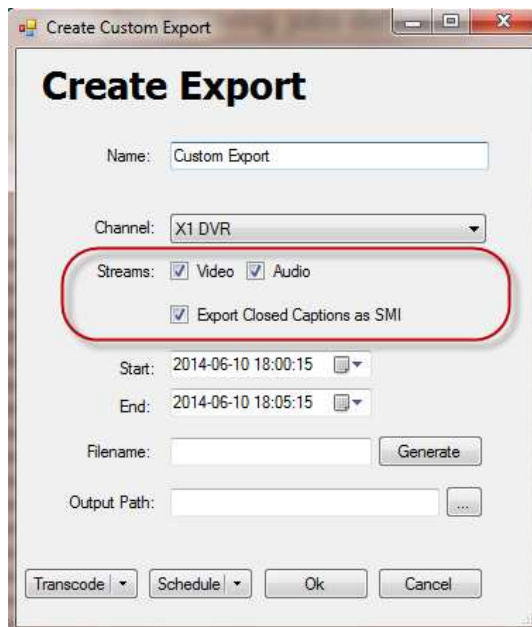 Create Custom Export
Create Export
Name: Custom Export
Channel: X1 DVR
Streams: Video Audio
Export Closed Captions as SMI
Start: 2014-06-10 18:00:15
End: 2014-06-10 18:05:15
Filename: Generate
Output Path: ...
Transcode Schedule Ok Cancel